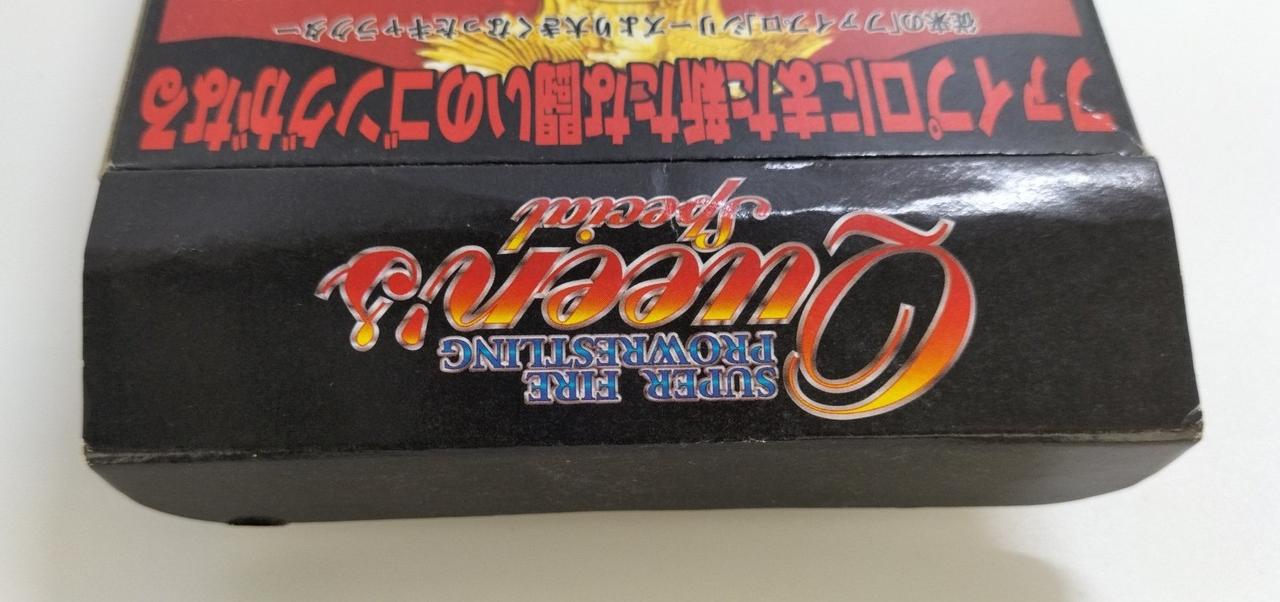 SUPER FIRE
PROWRESTLING
Queen's
Special
ファイプロにまた新たな闘いのゴングがなる
従来の「ファイプロ」シリーズより大きくなったキャラクター